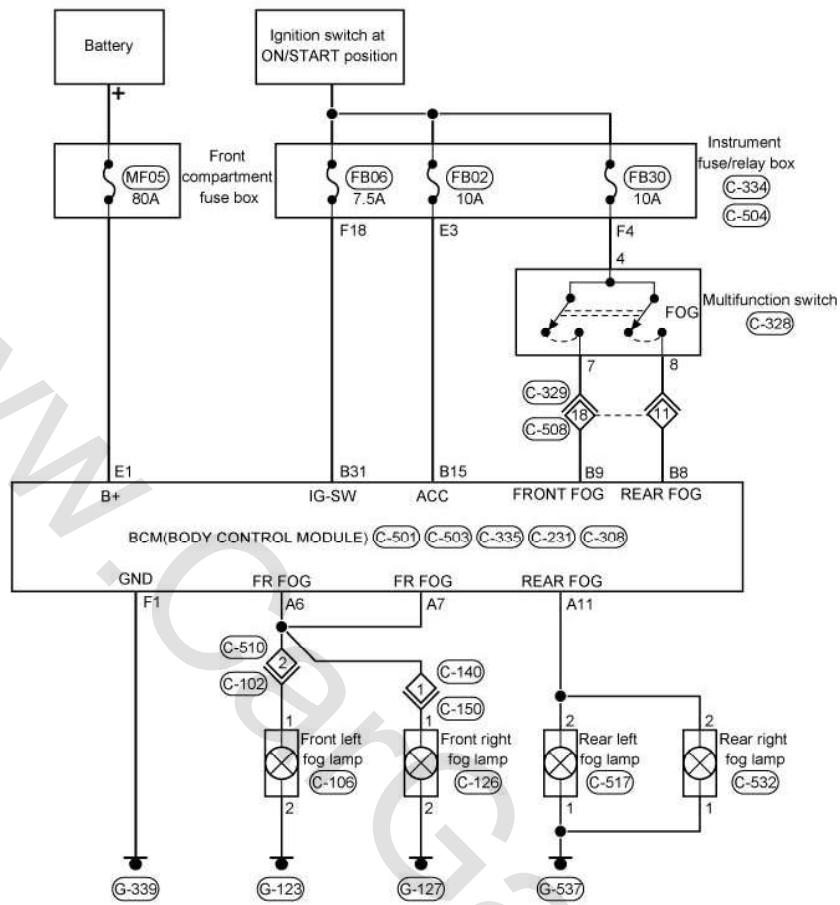 Battery
Ignition switch at
ON/START position
+
Front
compartment
fuse box
MF05
80A
FB06
7.5A
FB02
10A
FB30
10A
Instrument
fuse/relay box
C-334
C-504
F18
E3
F4
4
FOG
Multifunction switch
C-328
7
8
C-329
C-508
18
11
E1
B31
B15
B9
B8
B+
IG-SW
ACC
FRONT FOG
REAR FOG
BCM(BODY CONTROL MODULE) C-501 C-503 C-335 C-231 C-308
GND
FR FOG
FR FOG
REAR FOG
F1
A6
A7
A11
C-510
2
C-102
C-140
1
C-150
1
Front left
fog lamp
C-106
2
1
Front right
fog lamp
C-126
2
2
Rear left
fog lamp
C-517
1
2
Rear right
fog lamp
C-532
1
G-339
G-123
G-127
G-537